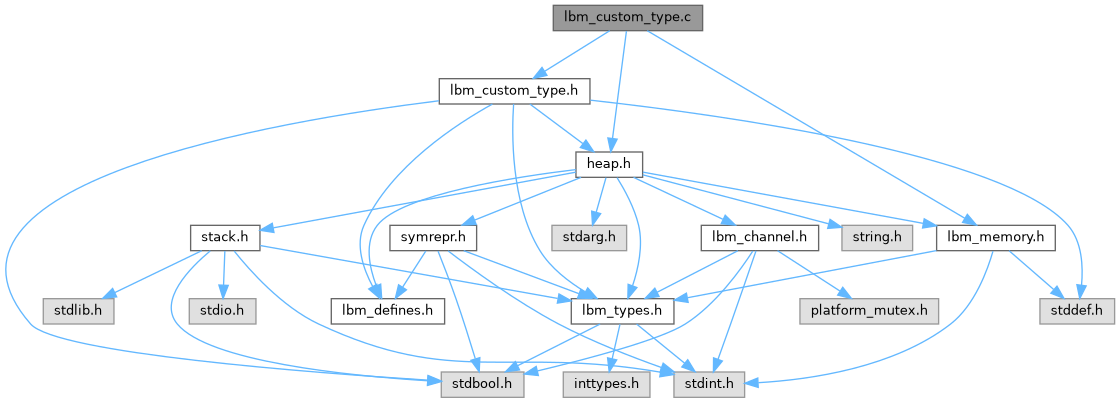 lbm_custom_type.c
lbm_custom_type.h
heap.h
stack.h
symrepr.h
stdarg.h
lbm_channel.h
string.h
lbm_memory.h
stdlib.h
stdio.h
lbm_defines.h
lbm_types.h
platform_mutex.h
stddef.h
stdbool.h
inttypes.h
stdint.h